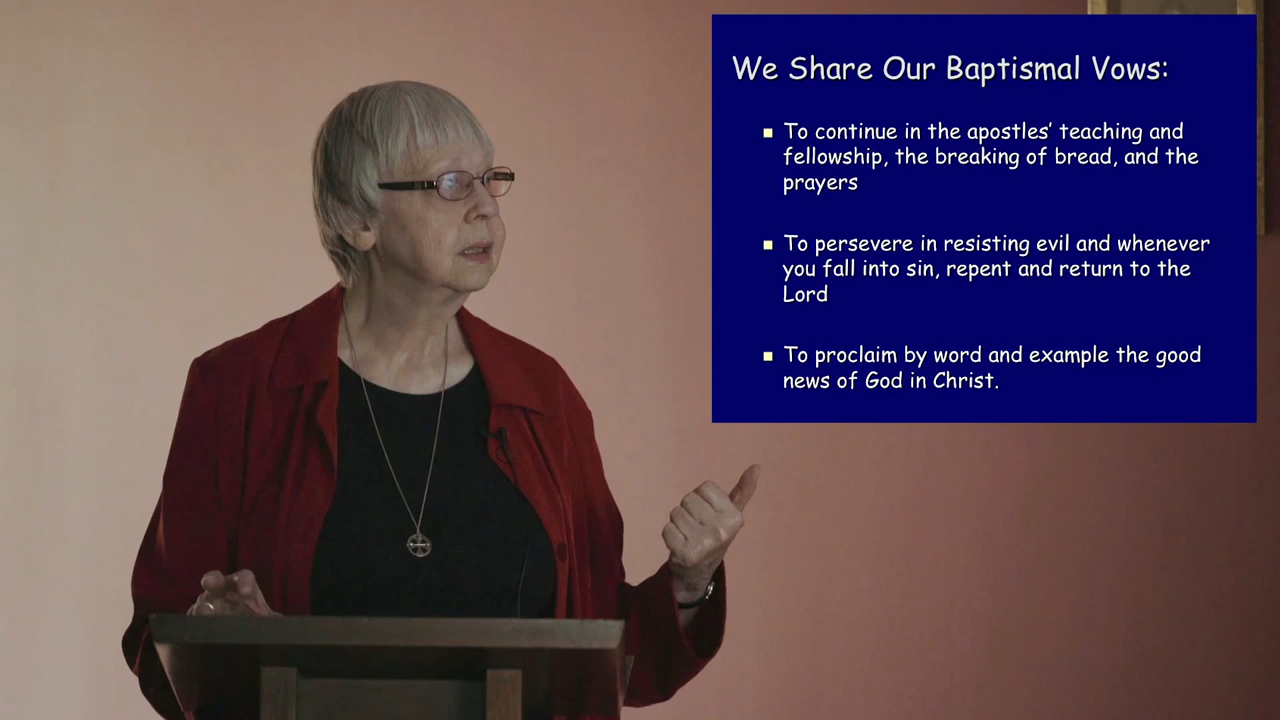 We Share Our Baptismal Vows:
To continue in the apostles’ teaching and
fellowship, the breaking of bread, and the
prayers
To persevere in resisting evil and whenever
you fall into sin, repent and return to the
Lord
To proclaim by word and example the good
news of God in Christ.